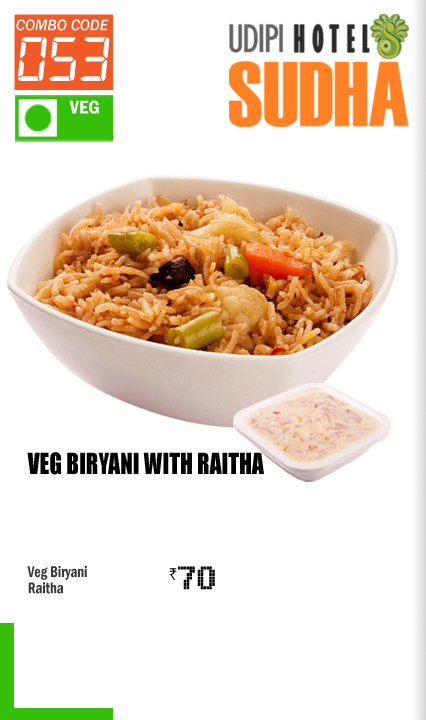 COMBO CODE
053
VEG
UDIPI HOTEL
SUDHA
VEG BIRYANI WITH RAITHA
Veg Biryani
Raitha
₹70